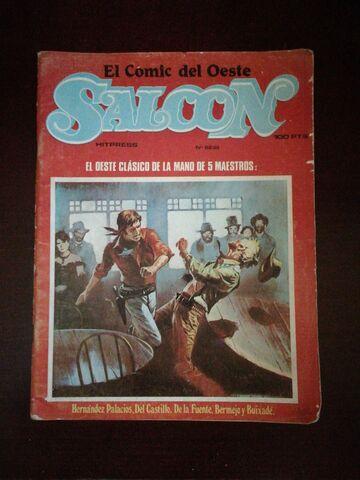 El Comic del Oeste
SALOON
100 PTS
HITPRESS
EL OESTE CLÁSICO DE LA MANO DE 5 MAESTROS:
Hernández Palacios, Del Castillo, De la Fuente, Bermejo y Buixadé.